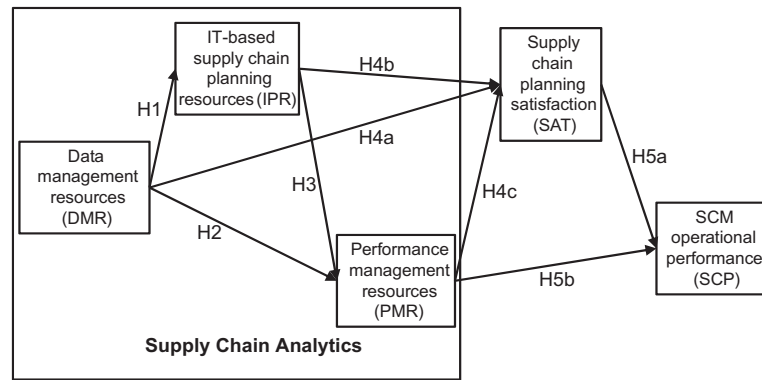 IT-based
supply chain
planning
resources (IPR)
Supply
chain
planning
satisfaction
(SAT)
H4b
H1
H4a
H5a
Data
management
resources
(DMR)
H3
H4c
H2
SCM
operational
performance
(SCP)
Performance
management
resources
(PMR)
H5b
Supply Chain Analytics